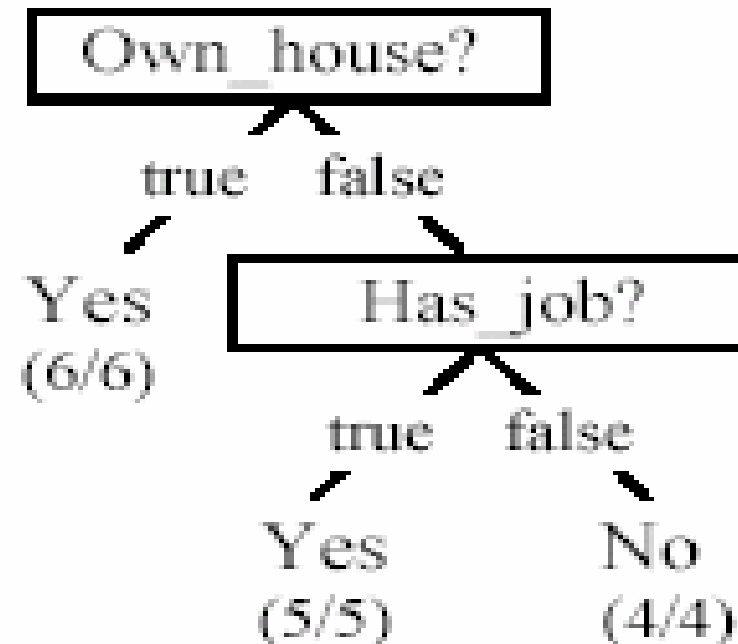 Own_house?
true false
Yes
Has_job?
(6/6)
true false
Yes No
(5/5) (4/4)